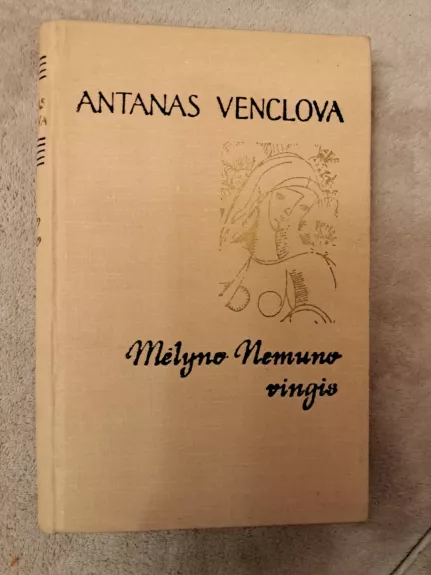 ANTANAS VENCLOVA
Mėlyno Nemuno
vingis